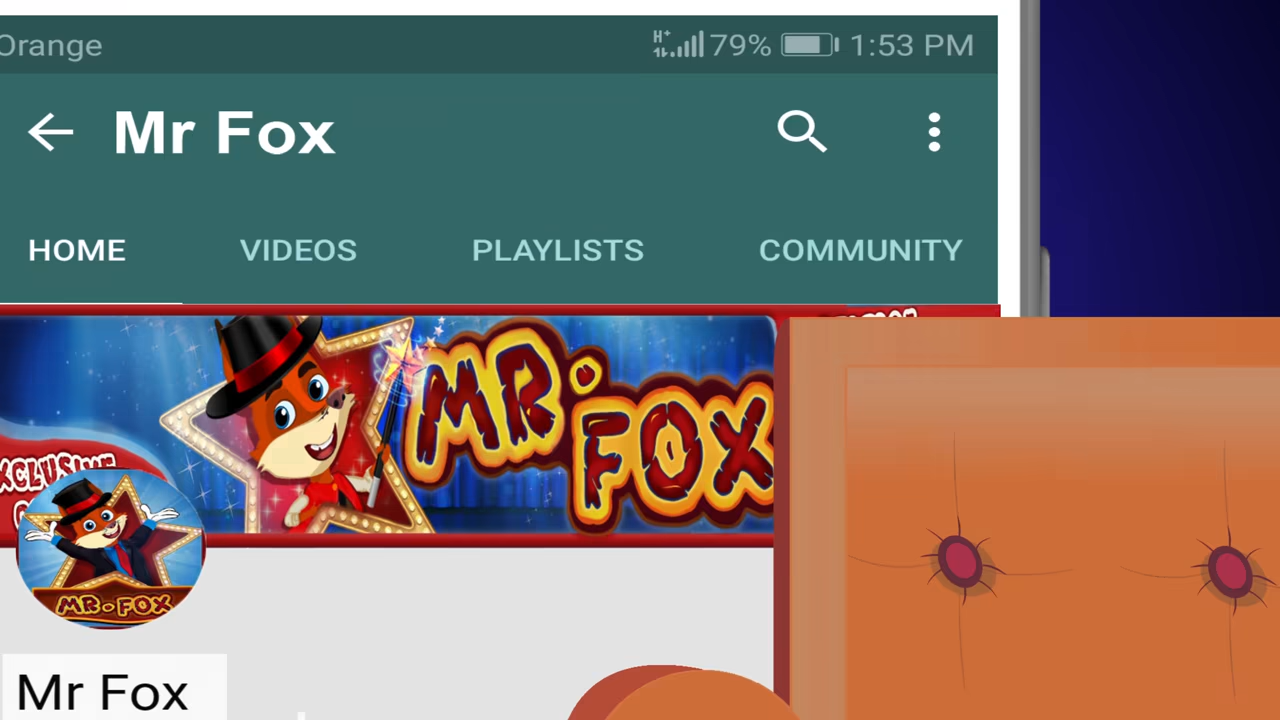 Orange
H+ 79% 1:53 PM
Mr Fox
HOME VIDEOS PLAYLISTS COMMUNITY
MR. FOX
MR. FOX
Mr Fox